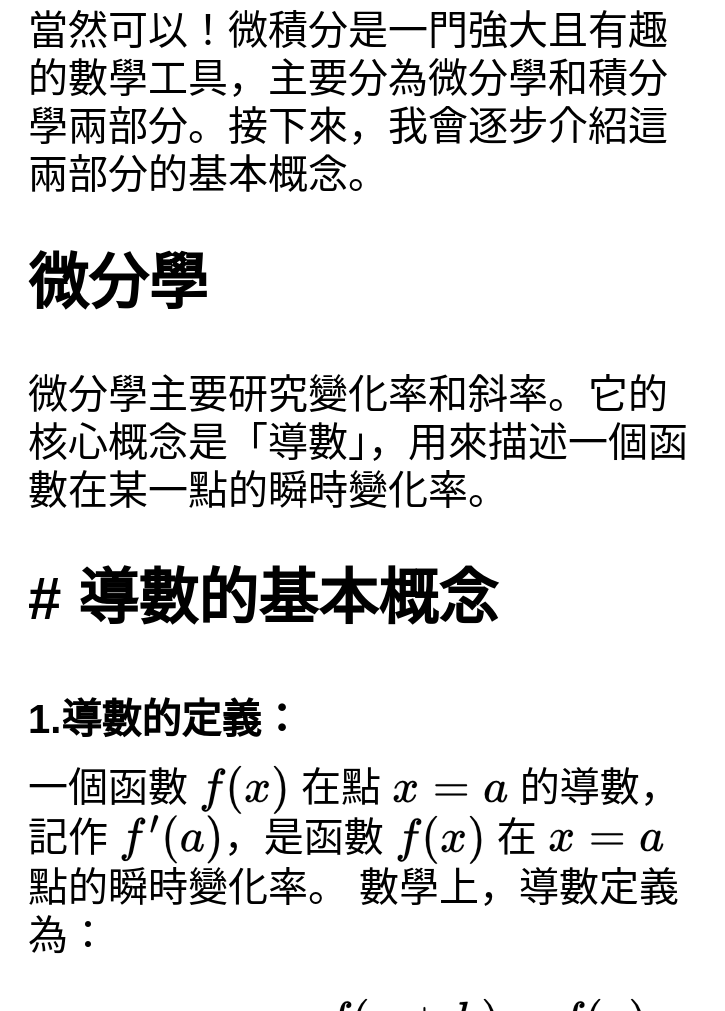 當然可以！微積分是一門強大且有趣
的數學工具，主要分為微分學和積分
學兩部分。接下來，我會逐步介紹這
兩部分的基本概念。
微分學
微分學主要研究變化率和斜率。它的
核心概念是「導數」，用來描述一個函
數在某一點的瞬時變化率。
# 導數的基本概念
1.導數的定義：
一個函數 f(x) 在點 x = a 的導數，
記作 f′(a)，是函數 f(x) 在 x = a
點的瞬時變化率。 數學上，導數定義
為：